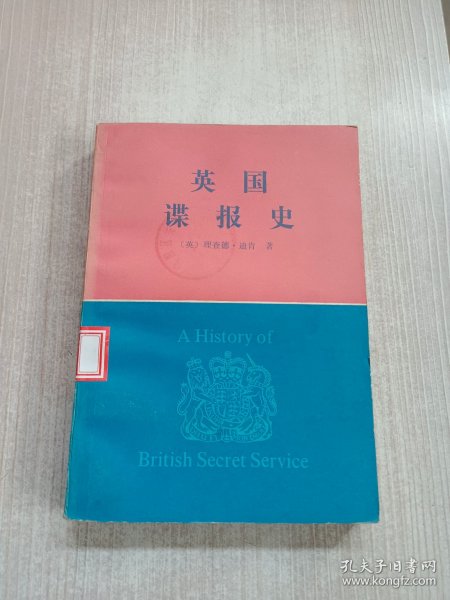 英国
谍报史
〔英〕理查德·迪肯 著
A History of
British Secret Service
孔夫子旧书网
www.kongfz.com